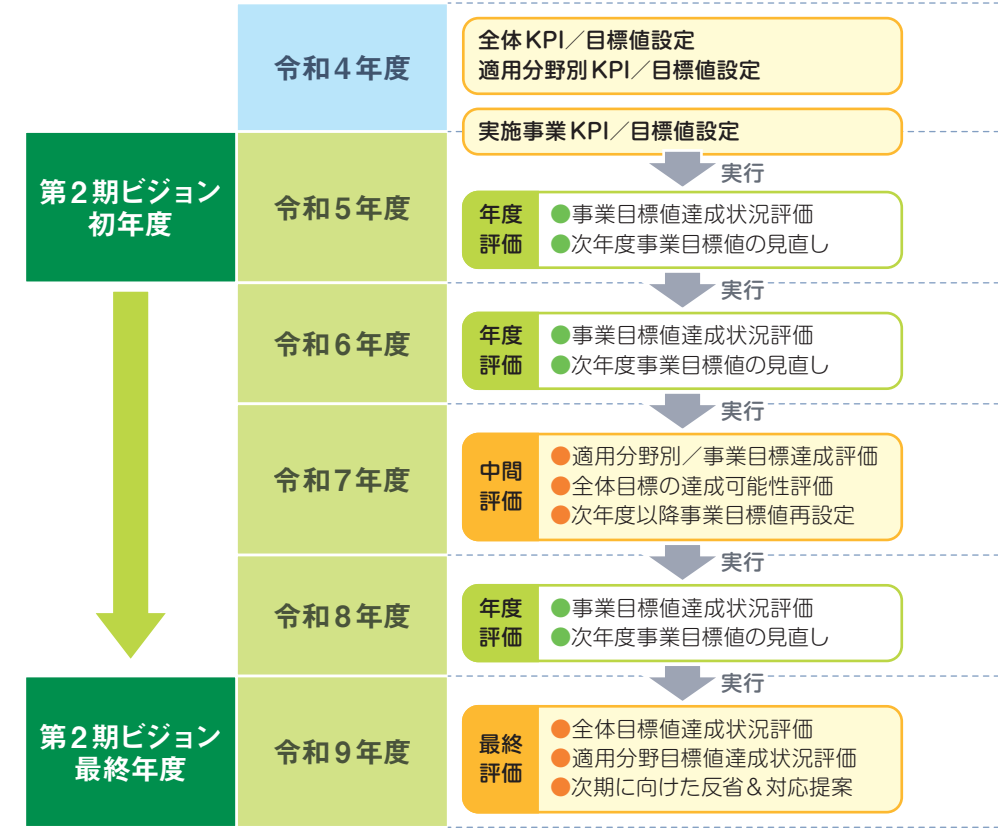 令和4年度
全体KPI／目標値設定
適用分野別KPI／目標値設定
実施事業KPI／目標値設定
実行
第2期ビジョン
初年度
令和5年度
年度
評価
●事業目標値達成状況評価
●次年度事業目標値の見直し
実行
令和6年度
年度
評価
●事業目標値達成状況評価
●次年度事業目標値の見直し
実行
令和7年度
中間
評価
●適用分野別／事業目標達成評価
●全体目標の達成可能性評価
●次年度以降事業目標値再設定
実行
令和8年度
年度
評価
●事業目標値達成状況評価
●次年度事業目標値の見直し
実行
第2期ビジョン
最終年度
令和9年度
最終
評価
●全体目標値達成状況評価
●適用分野目標値達成状況評価
●次期に向けた反省＆対応提案